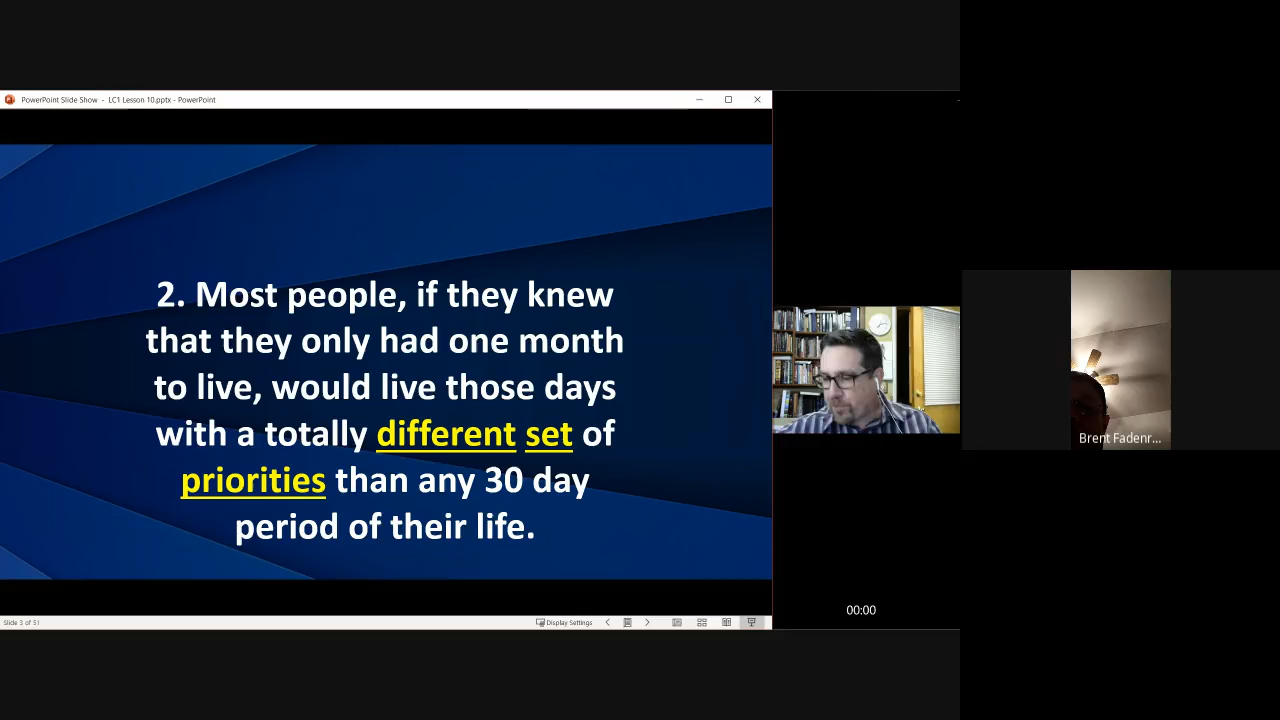 PowerPoint Slide Show - LC1 Lesson 10.pptx - PowerPoint
2. Most people, if they knew
that they only had one month
to live, would live those days
with a totally different set of
priorities than any 30 day
period of their life.
Slide 3 of 51
Display Settings
00:00
Brent Fadenr...